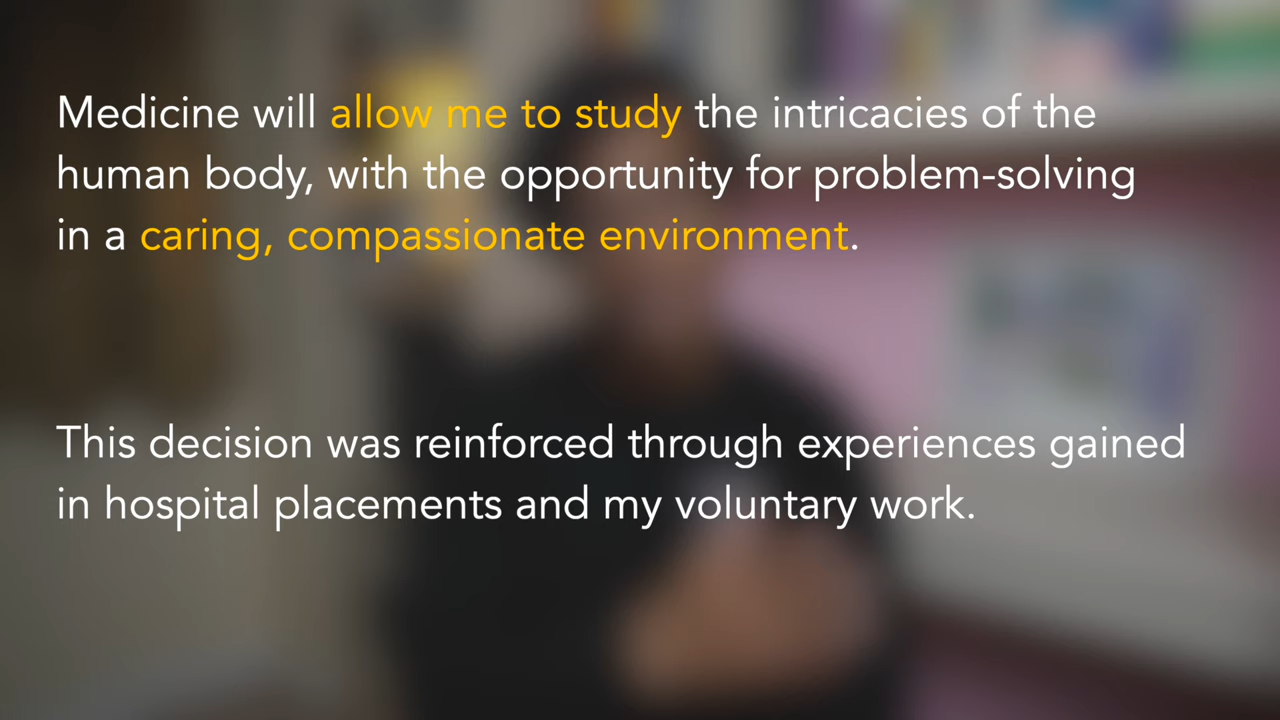 Medicine will allow me to study the intricacies of the
human body, with the opportunity for problem-solving
in a caring, compassionate environment.
This decision was reinforced through experiences gained
in hospital placements and my voluntary work.